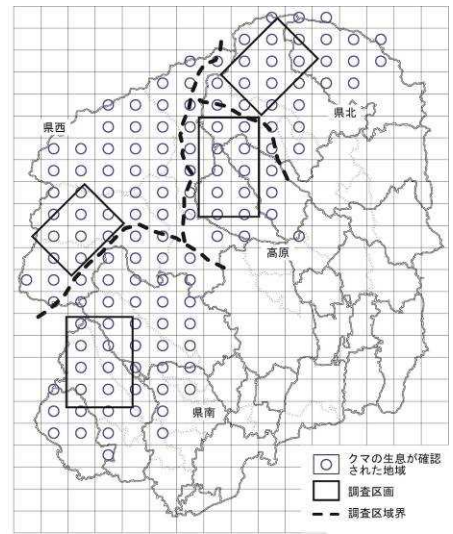 県北
県西
高原
県南
クマの生息が確認
された地域
調査区画
調査区域界